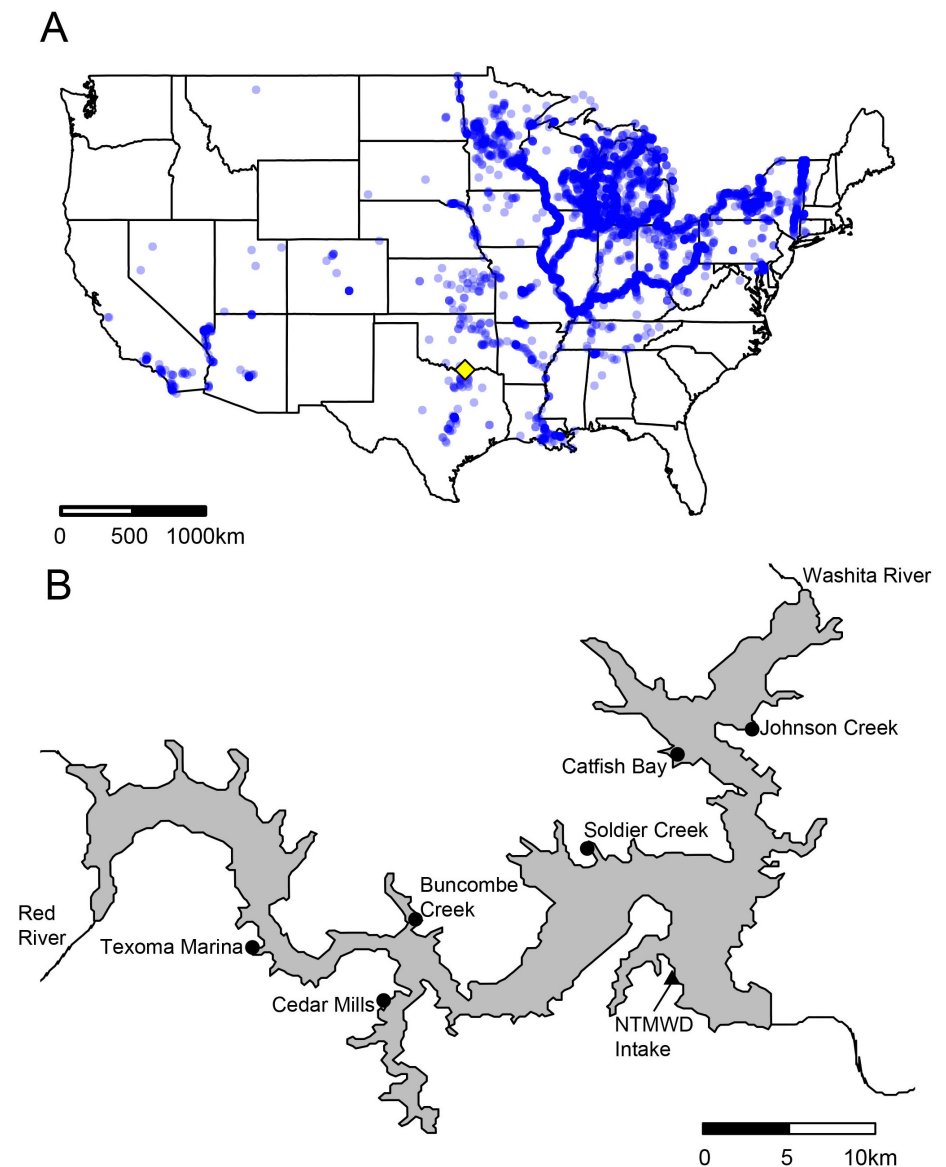 A
0 500 1000km
B
Washita River
Johnson Creek
Catfish Bay
Soldier Creek
Buncombe
Creek
Red
River
Texoma Marina
Cedar Mills
NTMWD
Intake
0 5 10km